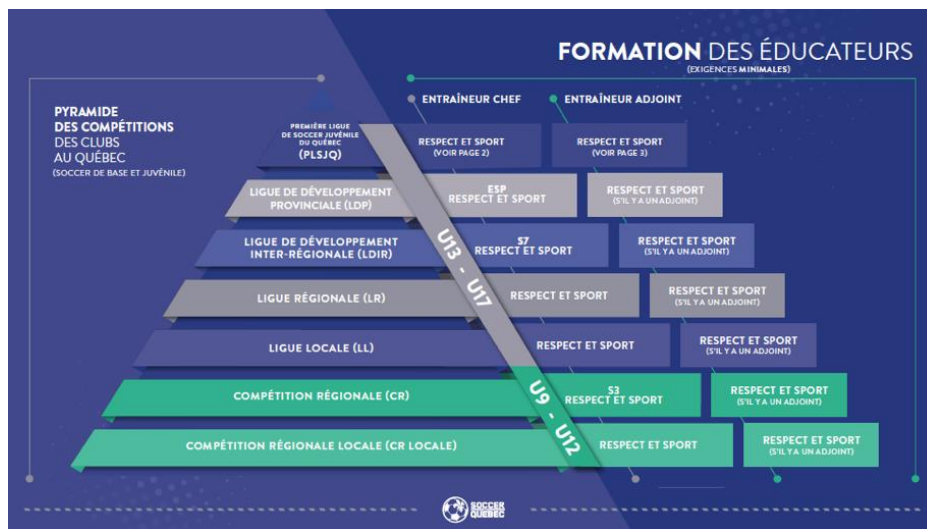 FORMATION DES ÉDUCATEURS
(EXIGENCES MINIMALES)
PYRAMIDE
DES COMPÉTITIONS
DES CLUBS
AU QUÉBEC
(SOCCER DE BASE ET JUVÉNILE)
ENTRAÎNEUR CHEF
ENTRAÎNEUR ADJOINT
PREMIÈRE LIGUE
DE SOCCER JUVÉNILE
DU QUÉBEC
(PLSJQ)
RESPECT ET SPORT
(VOIR PAGE 2)
RESPECT ET SPORT
(VOIR PAGE 3)
LIGUE DE DÉVELOPPEMENT
PROVINCIALE (LDP)
ESP
RESPECT ET SPORT
RESPECT ET SPORT
(S'IL Y A UN ADJOINT)
LIGUE DE DÉVELOPPEMENT
INTER-RÉGIONALE (LDIR)
S7
RESPECT ET SPORT
RESPECT ET SPORT
(S'IL Y A UN ADJOINT)
U13 - U17
LIGUE RÉGIONALE (LR)
RESPECT ET SPORT
RESPECT ET SPORT
(S'IL Y A UN ADJOINT)
LIGUE LOCALE (LL)
RESPECT ET SPORT
RESPECT ET SPORT
(S'IL Y A UN ADJOINT)
COMPÉTITION RÉGIONALE (CR)
S3
RESPECT ET SPORT
RESPECT ET SPORT
(S'IL Y A UN ADJOINT)
U9 - U12
COMPÉTITION RÉGIONALE LOCALE (CR LOCALE)
RESPECT ET SPORT
RESPECT ET SPORT
(S'IL Y A UN ADJOINT)
SOCCER
QUÉBEC